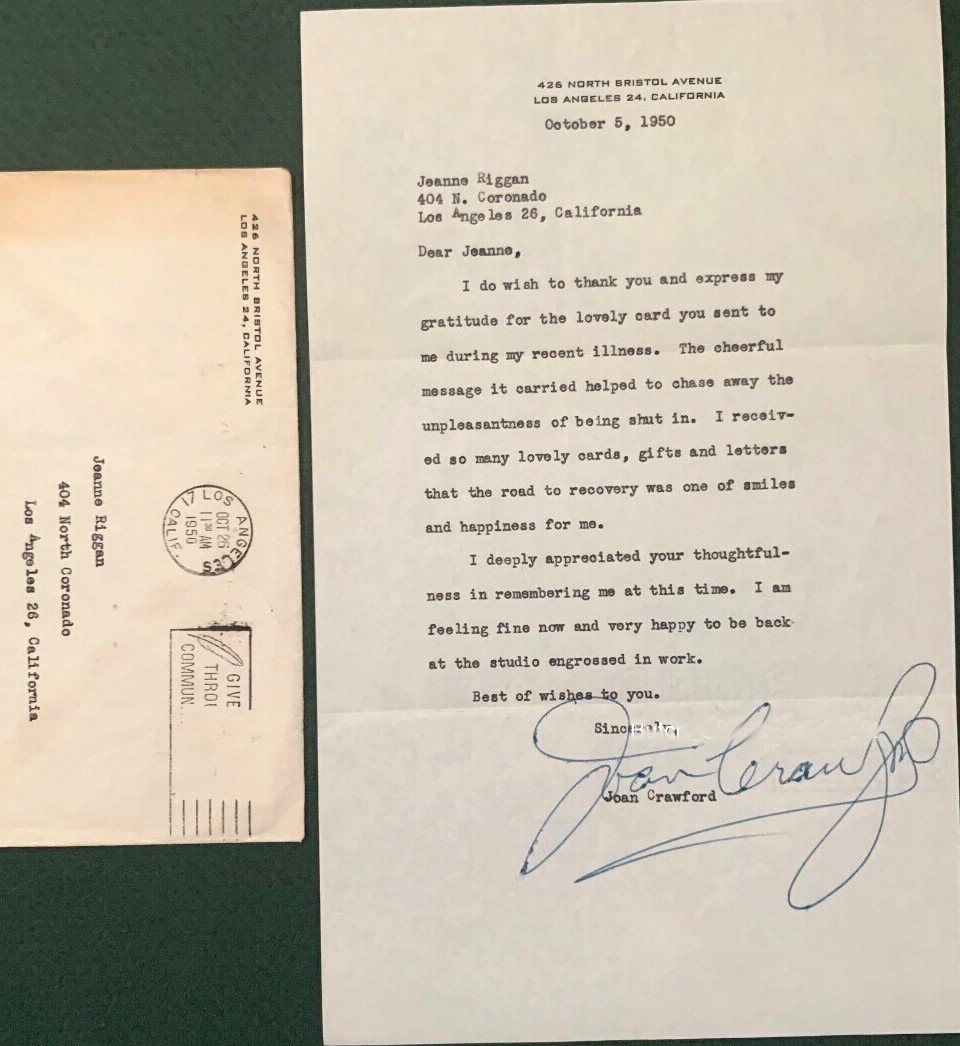 426 NORTH BRISTOL AVENUE
LOS ANGELES 24, CALIFORNIA
October 5, 1950
Jeanne Riggan
404 N. Coronado
Los Angeles 26, California
Dear Jeanne,
I do wish to thank you and express my
gratitude for the lovely card you sent to
me during my recent illness. The cheerful
message it carried helped to chase away the
unpleasantness of being shut in. I receiv-
ed so many lovely cards, gifts and letters
that the road to recovery was one of smiles
and happiness for me.
I deeply appreciated your thoughtful-
ness in remembering me at this time. I am
feeling fine now and very happy to be back
at the studio engrossed in work.
Best of wishes to you.
Joan Crawford
Joan Crawford
426 NORTH BRISTOL AVENUE
LOS ANGELES 24, CALIFORNIA
LOS ANGELES
17
OCT 26
11 30 AM
1950
CALIF.
GIVE
Jeanne Riggan
404 North Coronado
Los Angeles 26, California